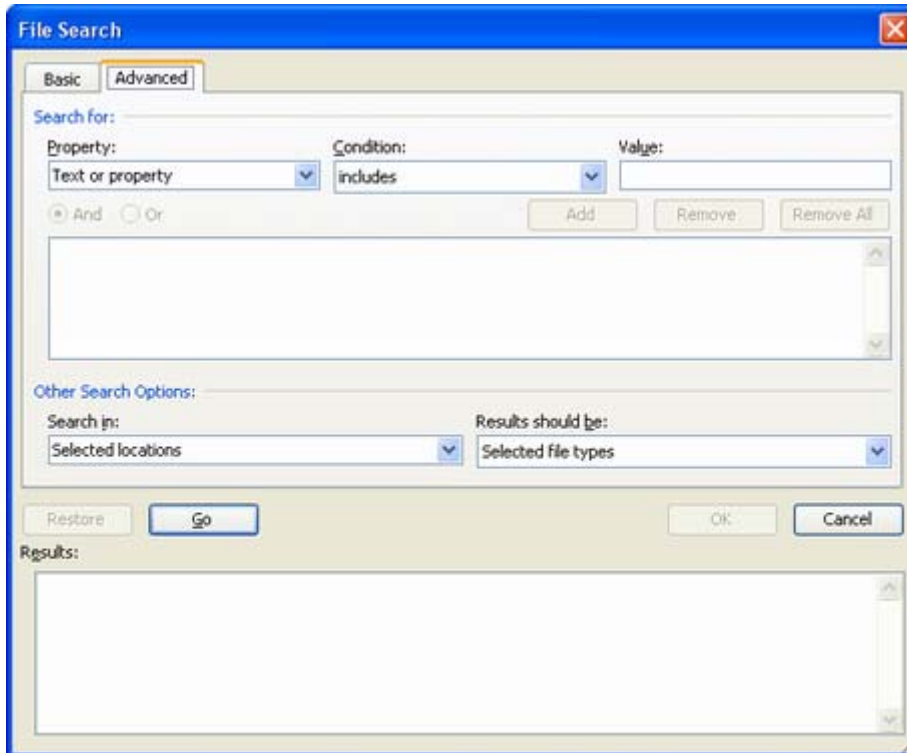 File Search
Basic Advanced
Search for:
Property: Condition: Value:
Text or property includes
And Or Add Remove Remove All
Other Search Options:
Search in: Results should be:
Selected locations Selected file types
Restore Go OK Cancel
Results: